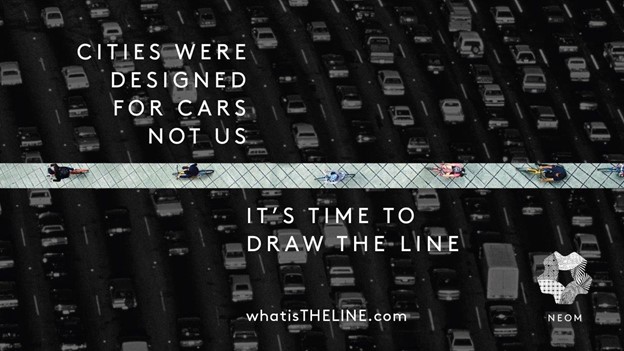 CITIES WERE
DESIGNED
FOR CARS
NOT US
IT'S TIME TO
DRAW THE LINE
whatisTHELINE.com
NEOM